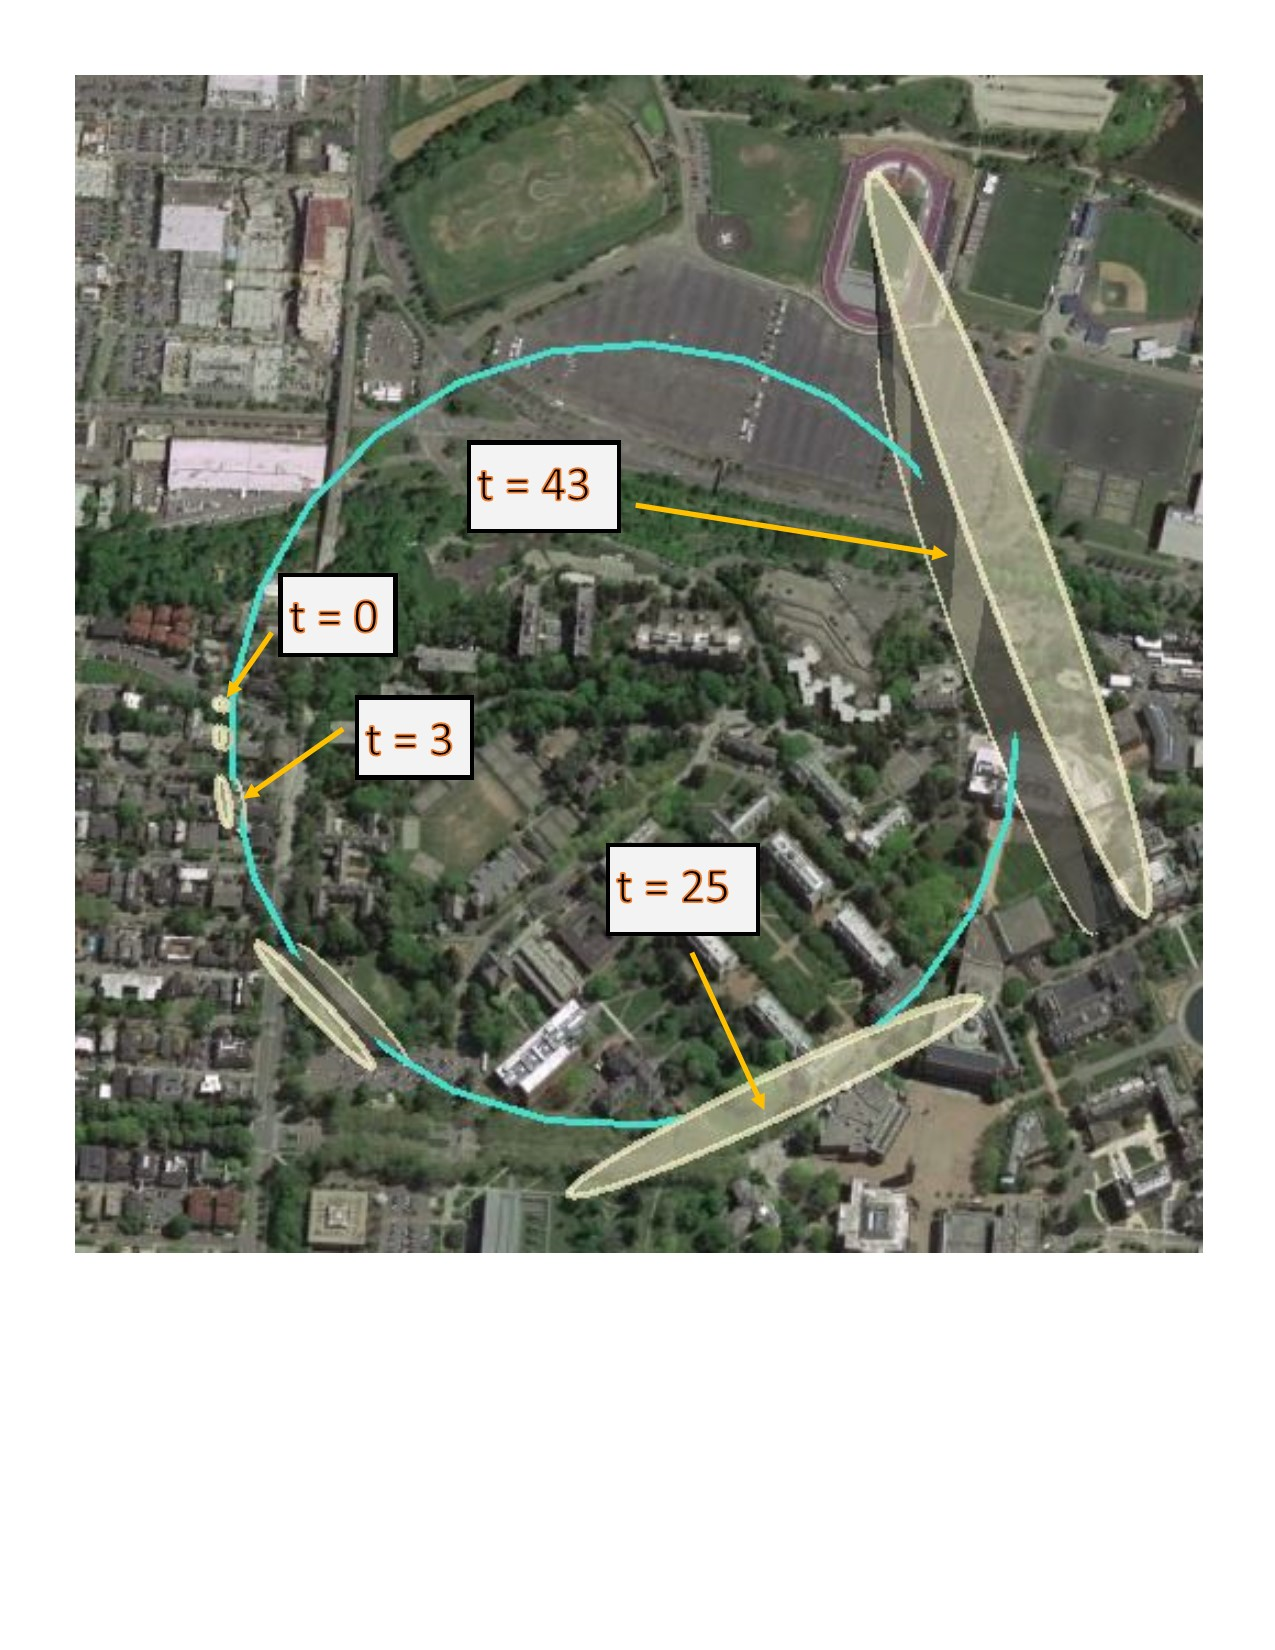 t = 43
t = 0
t = 3
t = 25